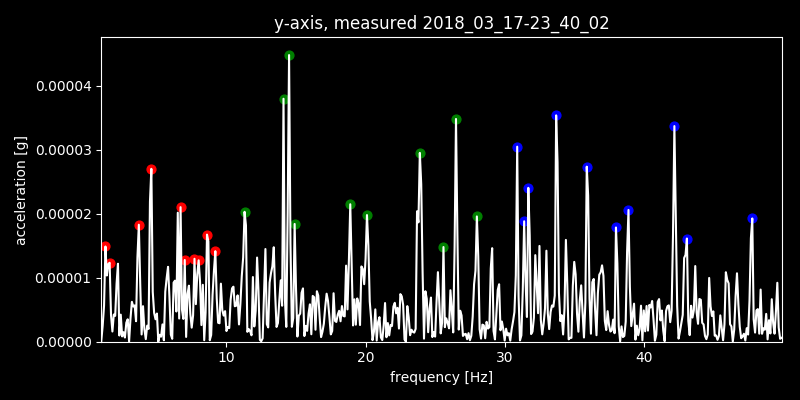 y-axis, measured 2018_03_17-23_40_02
0.00004
0.00003
0.00002
0.00001
0.00000
acceleration [g]
10 20 30 40
frequency [Hz]